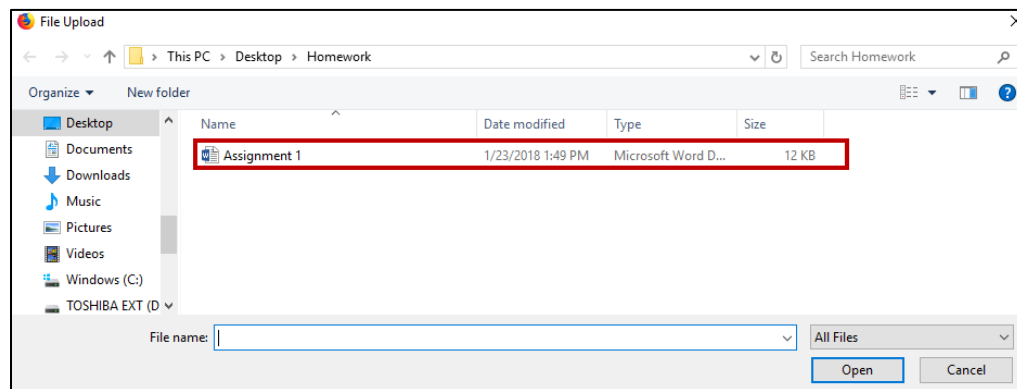 File Upload
This PC > Desktop > Homework
Search Homework
Organize
New folder
Name
Date modified
Type
Size
Desktop
Documents
Downloads
Music
Pictures
Videos
Windows (C:)
TOSHIBA EXT (D
Assignment 1
1/23/2018 1:49 PM
Microsoft Word D...
12 KB
File name:
All Files
Open
Cancel